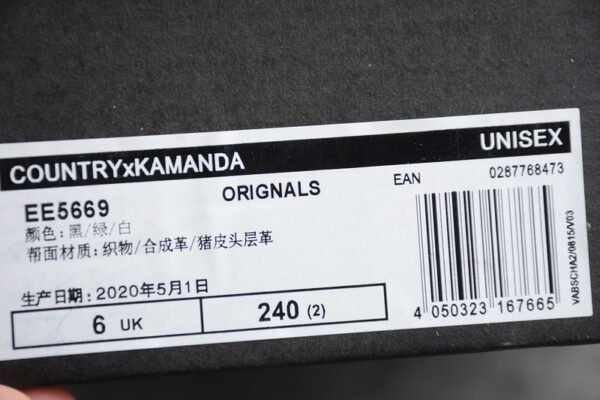 COUNTRYxKAMANDA
UNISEX
ORIGNALS
EAN
0287768473
EE5669
颜色:黑/绿/白
帮面材质:织物/合成革/猪皮头层革
生产日期:2020年5月1日
6 UK
240 (2)
4 050323 167665
VABSCHA2/0815/V03